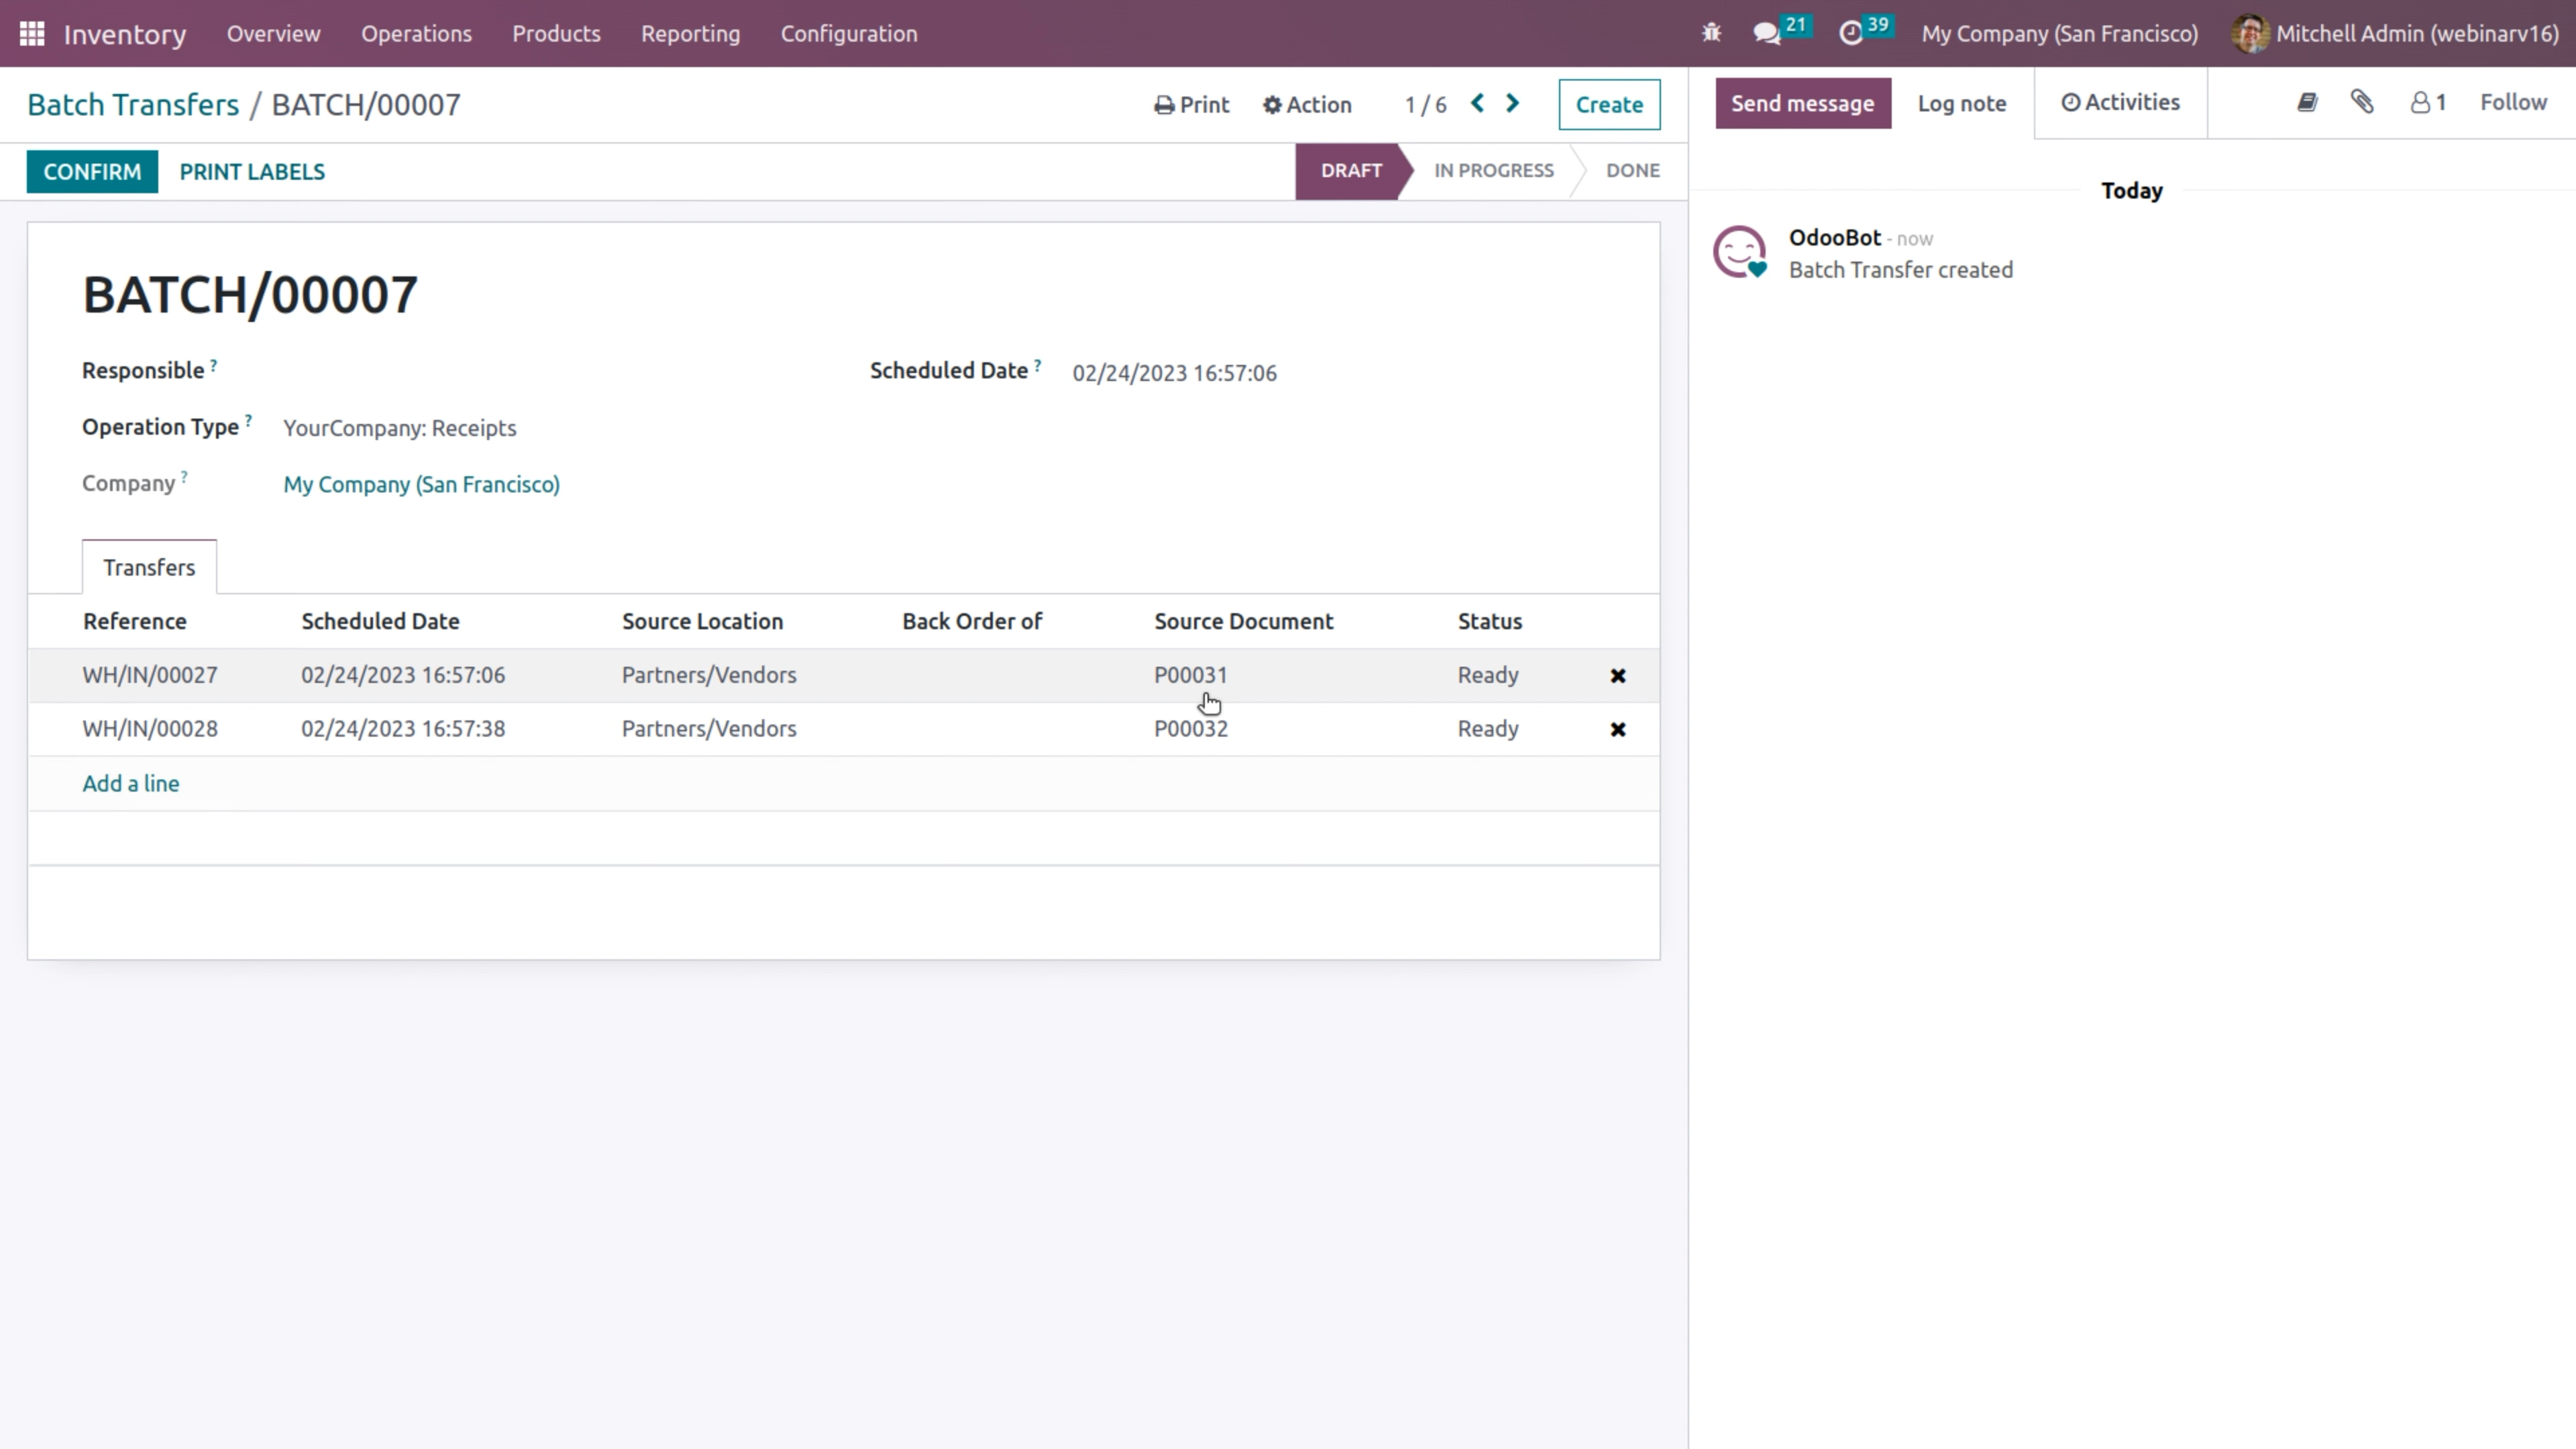 Inventory Overview Operations Products Reporting Configuration 21 39 My Company (San Francisco) Mitchell Admin (webinarv16)
Batch Transfers / BATCH/00007 Print Action 1 / 6 Create
Send message Log note Activities 1 Follow
CONFIRM PRINT LABELS DRAFT IN PROGRESS DONE
Today
OdooBot - now
Batch Transfer created
BATCH/00007
Responsible ? Scheduled Date ? 02/24/2023 16:57:06
Operation Type ? YourCompany: Receipts
Company ? My Company (San Francisco)
Transfers
Reference Scheduled Date Source Location Back Order of Source Document Status
WH/IN/00027 02/24/2023 16:57:06 Partners/Vendors P00031 Ready
WH/IN/00028 02/24/2023 16:57:38 Partners/Vendors P00032 Ready
Add a line